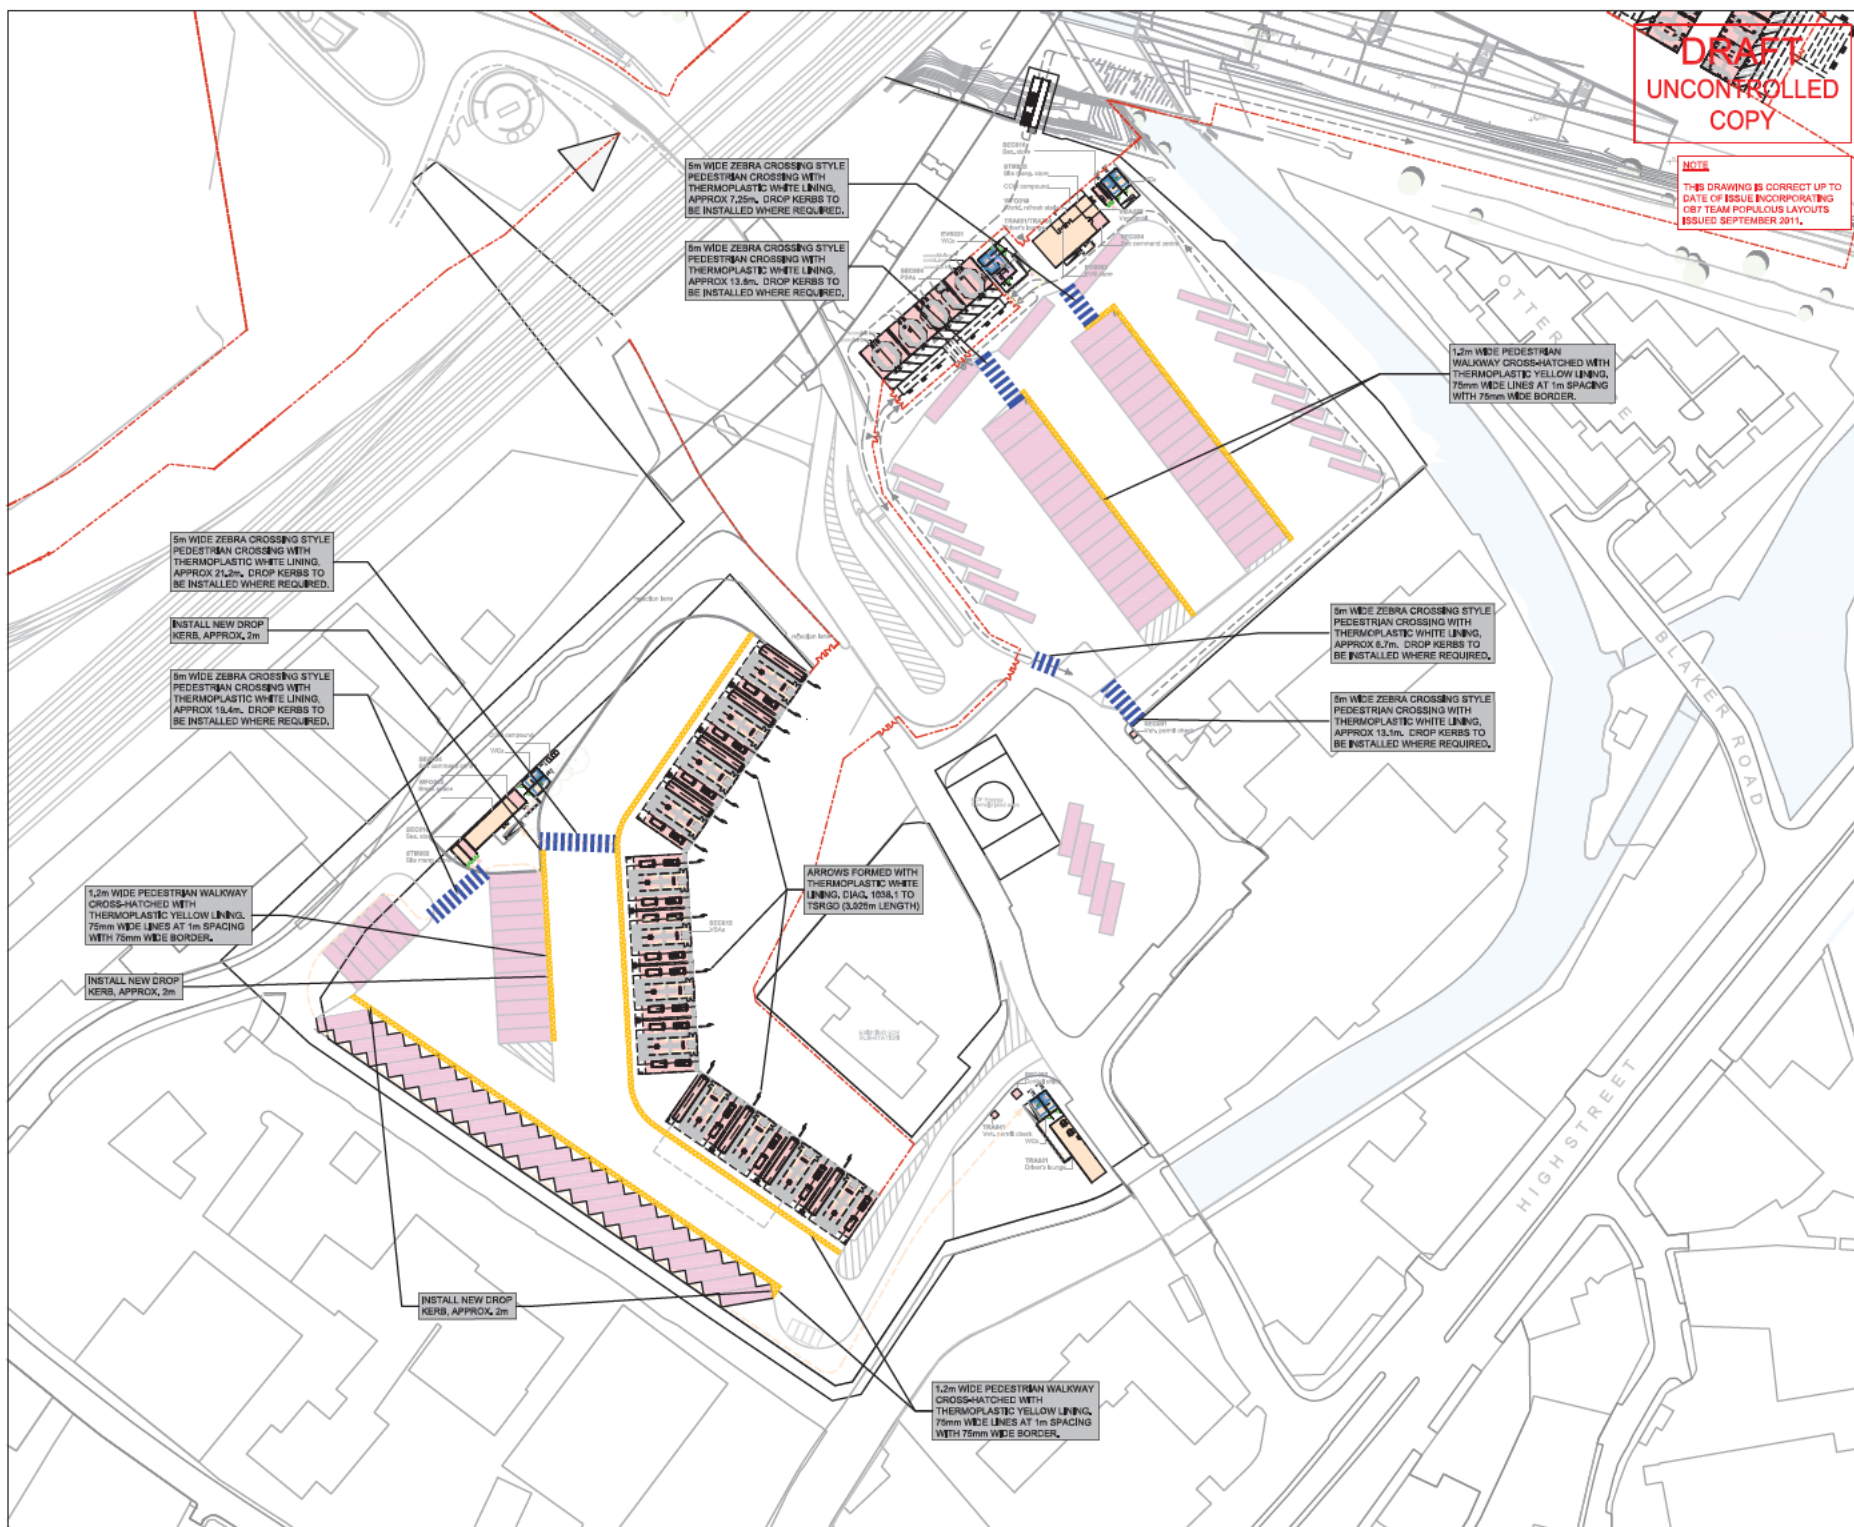 DRAFT
UNCONTROLLED
COPY
NOTE
THIS DRAWING IS CORRECT UP TO
DATE OF ISSUE INCORPORATING
OB7 TEAM POPULOUS LAYOUTS
ISSUED SEPTEMBER 2011.
5m WIDE ZEBRA CROSSING STYLE
PEDESTRIAN CROSSING WITH
THERMOPLASTIC WHITE LINING,
APPROX 7.25m. DROP KERBS TO
BE INSTALLED WHERE REQUIRED.
5m WIDE ZEBRA CROSSING STYLE
PEDESTRIAN CROSSING WITH
THERMOPLASTIC WHITE LINING,
APPROX 13.8m. DROP KERBS TO
BE INSTALLED WHERE REQUIRED.
1.2m WIDE PEDESTRIAN
WALKWAY CROSS-HATCHED WITH
THERMOPLASTIC YELLOW LINING,
75mm WIDE LINES AT 1m SPACING
WITH 75mm WIDE BORDER.
5m WIDE ZEBRA CROSSING STYLE
PEDESTRIAN CROSSING WITH
THERMOPLASTIC WHITE LINING,
APPROX 21.2m. DROP KERBS TO
BE INSTALLED WHERE REQUIRED.
INSTALL NEW DROP
KERB, APPROX. 2m
5m WIDE ZEBRA CROSSING STYLE
PEDESTRIAN CROSSING WITH
THERMOPLASTIC WHITE LINING,
APPROX 19.4m. DROP KERBS TO
BE INSTALLED WHERE REQUIRED.
5m WIDE ZEBRA CROSSING STYLE
PEDESTRIAN CROSSING WITH
THERMOPLASTIC WHITE LINING,
APPROX 6.7m. DROP KERBS TO
BE INSTALLED WHERE REQUIRED.
5m WIDE ZEBRA CROSSING STYLE
PEDESTRIAN CROSSING WITH
THERMOPLASTIC WHITE LINING,
APPROX 13.1m. DROP KERBS TO
BE INSTALLED WHERE REQUIRED.
BLAKER ROAD
ARROWS FORMED WITH
THERMOPLASTIC WHITE
LINING, DIAG. 1038.1 TO
TSRGD (3.025m LENGTH)
1.2m WIDE PEDESTRIAN WALKWAY
CROSS-HATCHED WITH
THERMOPLASTIC YELLOW LINING.
75mm WIDE LINES AT 1m SPACING
WITH 75mm WIDE BORDER.
INSTALL NEW DROP
KERB, APPROX. 2m
TRA601
Driver's lounge
HIGH STREET
INSTALL NEW DROP
KERB, APPROX. 2m
1.2m WIDE PEDESTRIAN WALKWAY
CROSS-HATCHED WITH
THERMOPLASTIC YELLOW LINING.
75mm WIDE LINES AT 1m SPACING
WITH 75mm WIDE BORDER.